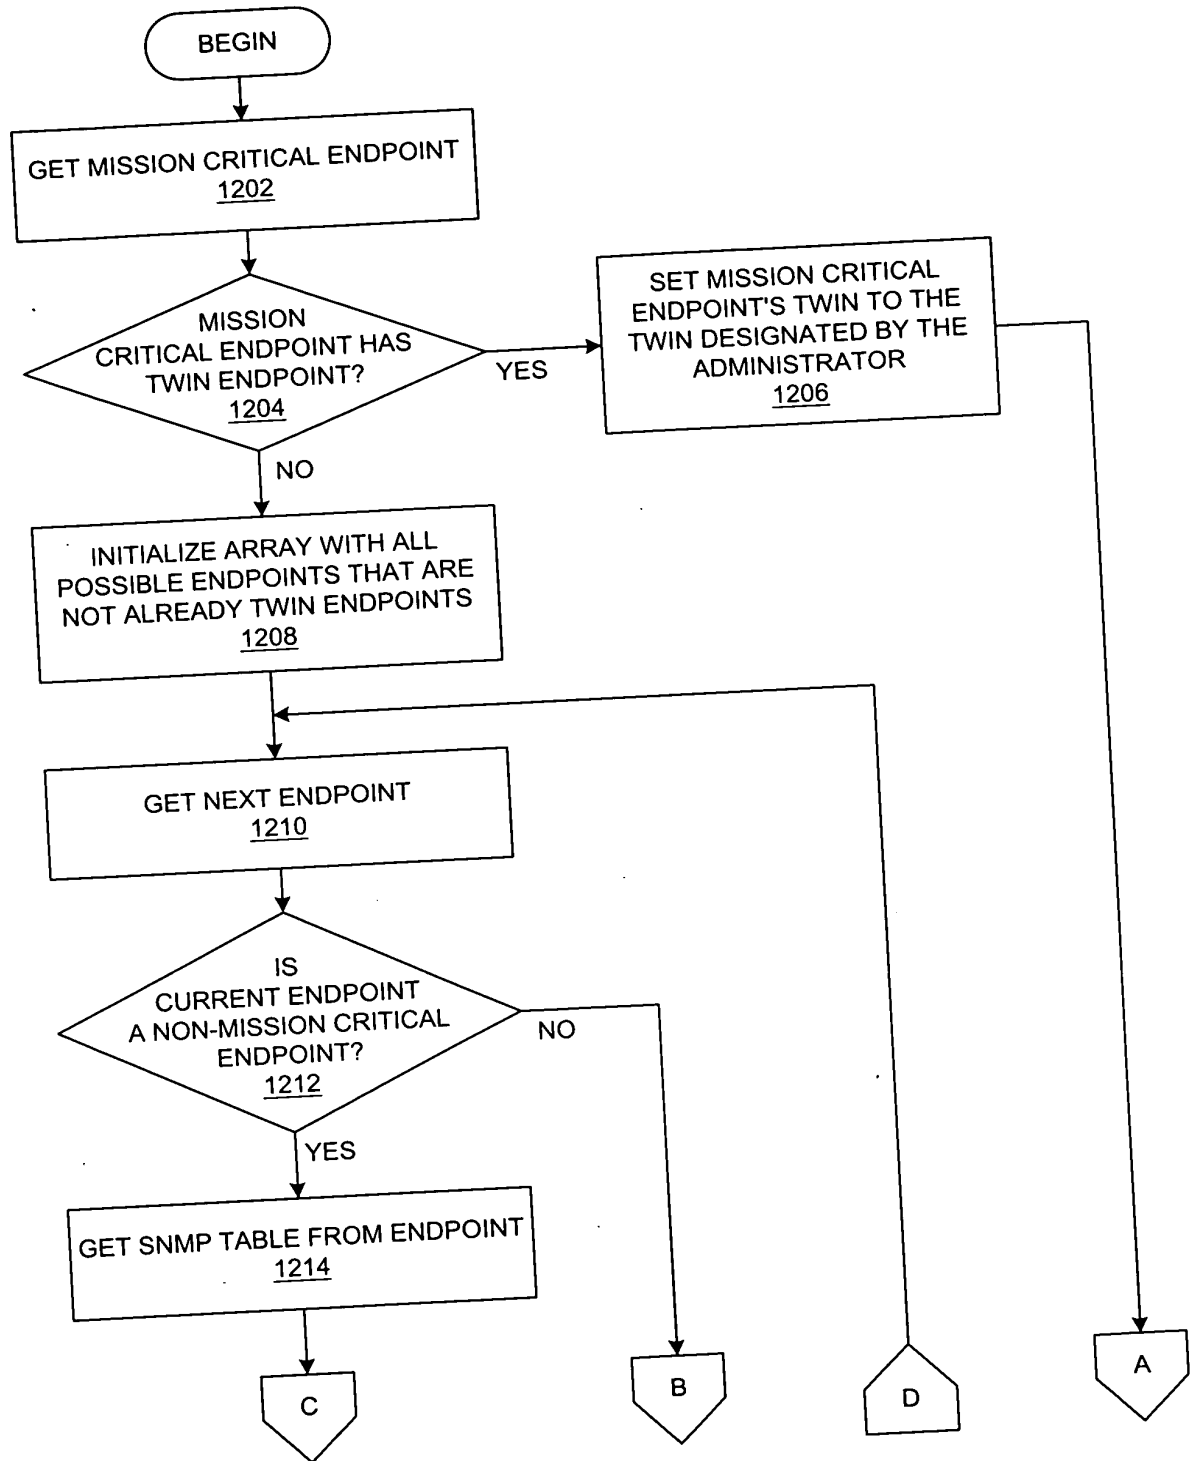 BEGIN
GET MISSION CRITICAL ENDPOINT
1202
MISSION
CRITICAL ENDPOINT HAS
TWIN ENDPOINT?
1204
YES
SET MISSION CRITICAL
ENDPOINT'S TWIN TO THE
TWIN DESIGNATED BY THE
ADMINISTRATOR
1206
NO
INITIALIZE ARRAY WITH ALL
POSSIBLE ENDPOINTS THAT ARE
NOT ALREADY TWIN ENDPOINTS
1208
GET NEXT ENDPOINT
1210
IS
CURRENT ENDPOINT
A NON-MISSION CRITICAL
ENDPOINT?
1212
NO
YES
GET SNMP TABLE FROM ENDPOINT
1214
C
B
D
A